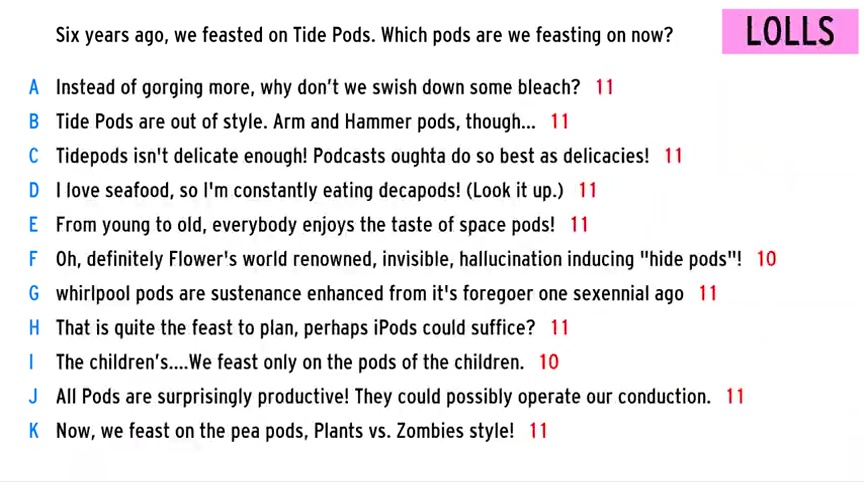 Six years ago, we feasted on Tide Pods. Which pods are we feasting on now?
LOLLS
A Instead of gorging more, why don't we swish down some bleach? 11
B Tide Pods are out of style. Arm and Hammer pods, though... 11
C Tidepods isn't delicate enough! Podcasts oughta do so best as delicacies! 11
D I love seafood, so I'm constantly eating decapods! (Look it up.) 11
E From young to old, everybody enjoys the taste of space pods! 11
F Oh, definitely Flower's world renowned, invisible, hallucination inducing "hide pods"! 10
G whirlpool pods are sustenance enhanced from it's foregoer one sexennial ago 11
H That is quite the feast to plan, perhaps iPods could suffice? 11
I The children's....We feast only on the pods of the children. 10
J All Pods are surprisingly productive! They could possibly operate our conduction. 11
K Now, we feast on the pea pods, Plants vs. Zombies style! 11